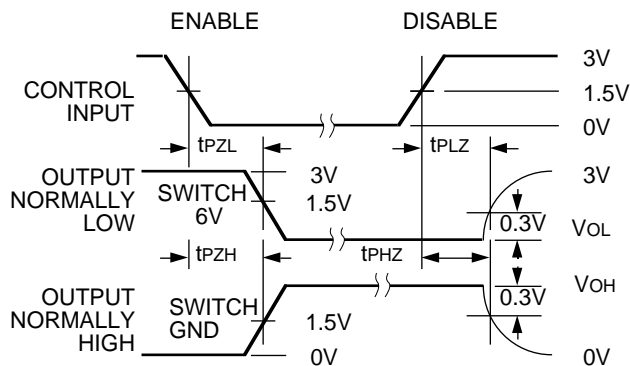 ENABLE DISABLE
3V
CONTROL INPUT 1.5V
0V
tPZL tPLZ
OUTPUT NORMALLY LOW
SWITCH 6V
3V
1.5V
3V
0.3V VOL
tPZH tPHZ
VOH
0.3V
OUTPUT NORMALLY HIGH
SWITCH GND
1.5V
0V
0V